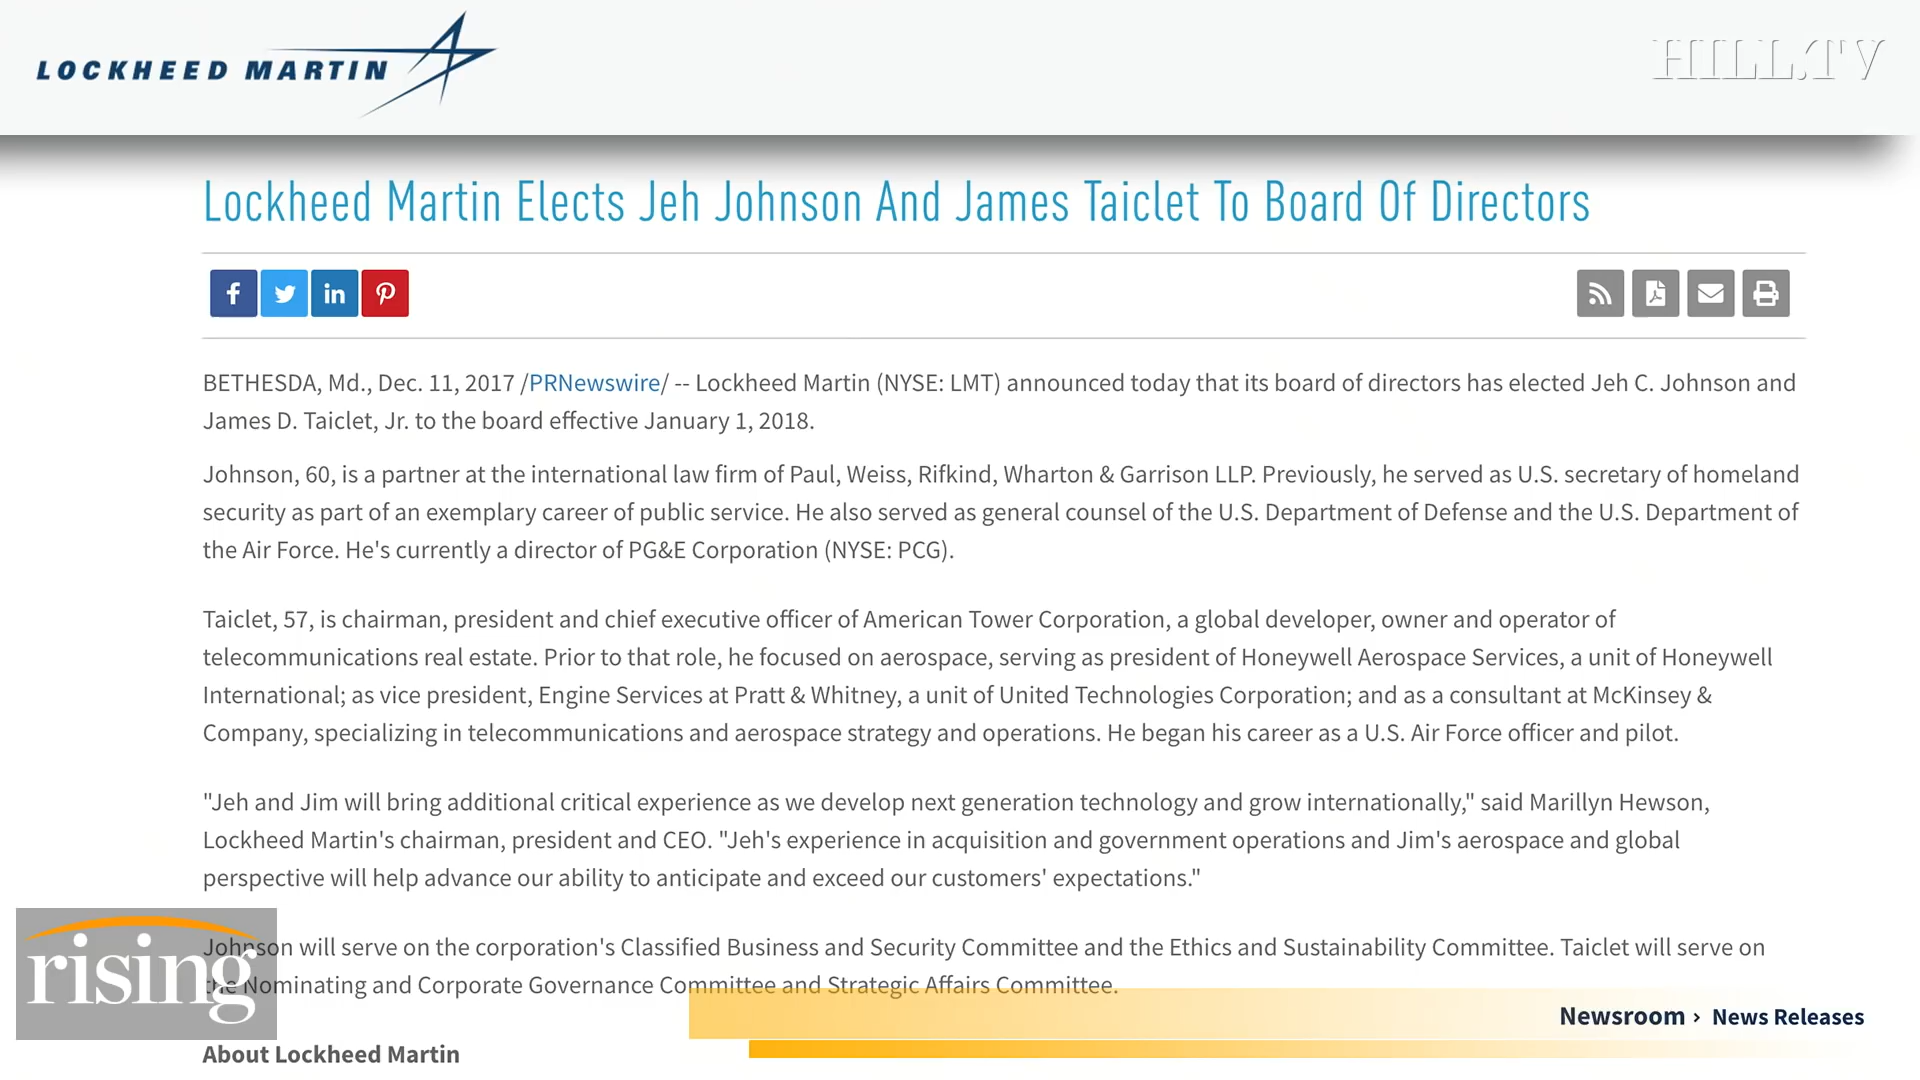 LOCKHEED MARTIN
HILL.TV
Lockheed Martin Elects Jeh Johnson And James Taiclet To Board Of Directors
BETHESDA, Md., Dec. 11, 2017 /PRNewswire/ -- Lockheed Martin (NYSE: LMT) announced today that its board of directors has elected Jeh C. Johnson and
James D. Taiclet, Jr. to the board effective January 1, 2018.
Johnson, 60, is a partner at the international law firm of Paul, Weiss, Rifkind, Wharton & Garrison LLP. Previously, he served as U.S. secretary of homeland
security as part of an exemplary career of public service. He also served as general counsel of the U.S. Department of Defense and the U.S. Department of
the Air Force. He's currently a director of PG&E Corporation (NYSE: PCG).
Taiclet, 57, is chairman, president and chief executive officer of American Tower Corporation, a global developer, owner and operator of
telecommunications real estate. Prior to that role, he focused on aerospace, serving as president of Honeywell Aerospace Services, a unit of Honeywell
International; as vice president, Engine Services at Pratt & Whitney, a unit of United Technologies Corporation; and as a consultant at McKinsey &
Company, specializing in telecommunications and aerospace strategy and operations. He began his career as a U.S. Air Force officer and pilot.
"Jeh and Jim will bring additional critical experience as we develop next generation technology and grow internationally," said Marillyn Hewson,
Lockheed Martin's chairman, president and CEO. "Jeh's experience in acquisition and government operations and Jim's aerospace and global
perspective will help advance our ability to anticipate and exceed our customers' expectations."
Johnson will serve on the corporation's Classified Business and Security Committee and the Ethics and Sustainability Committee. Taiclet will serve on
the Nominating and Corporate Governance Committee and Strategic Affairs Committee.
rising
Newsroom › News Releases
About Lockheed Martin